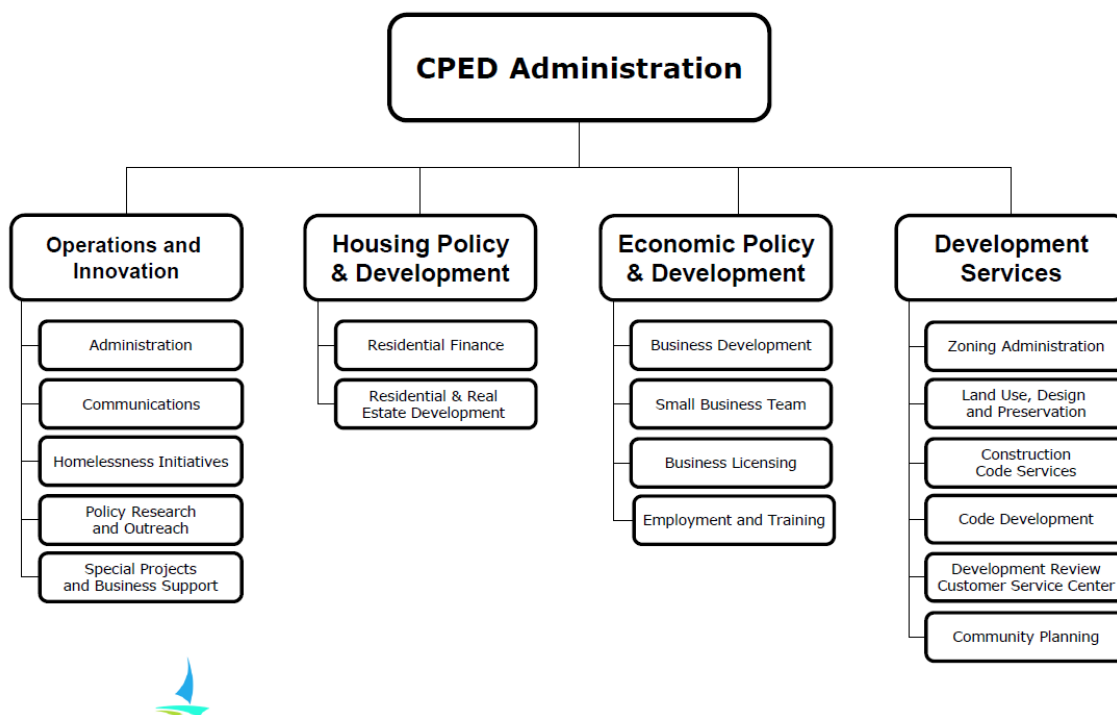 CPED Administration
Operations and
Innovation
Administration
Communications
Homelessness Initiatives
Policy Research
and Outreach
Special Projects
and Business Support
Housing Policy
& Development
Residential Finance
Residential & Real
Estate Development
Economic Policy
& Development
Business Development
Small Business Team
Business Licensing
Employment and Training
Development
Services
Zoning Administration
Land Use, Design
and Preservation
Construction
Code Services
Code Development
Development Review
Customer Service Center
Community Planning